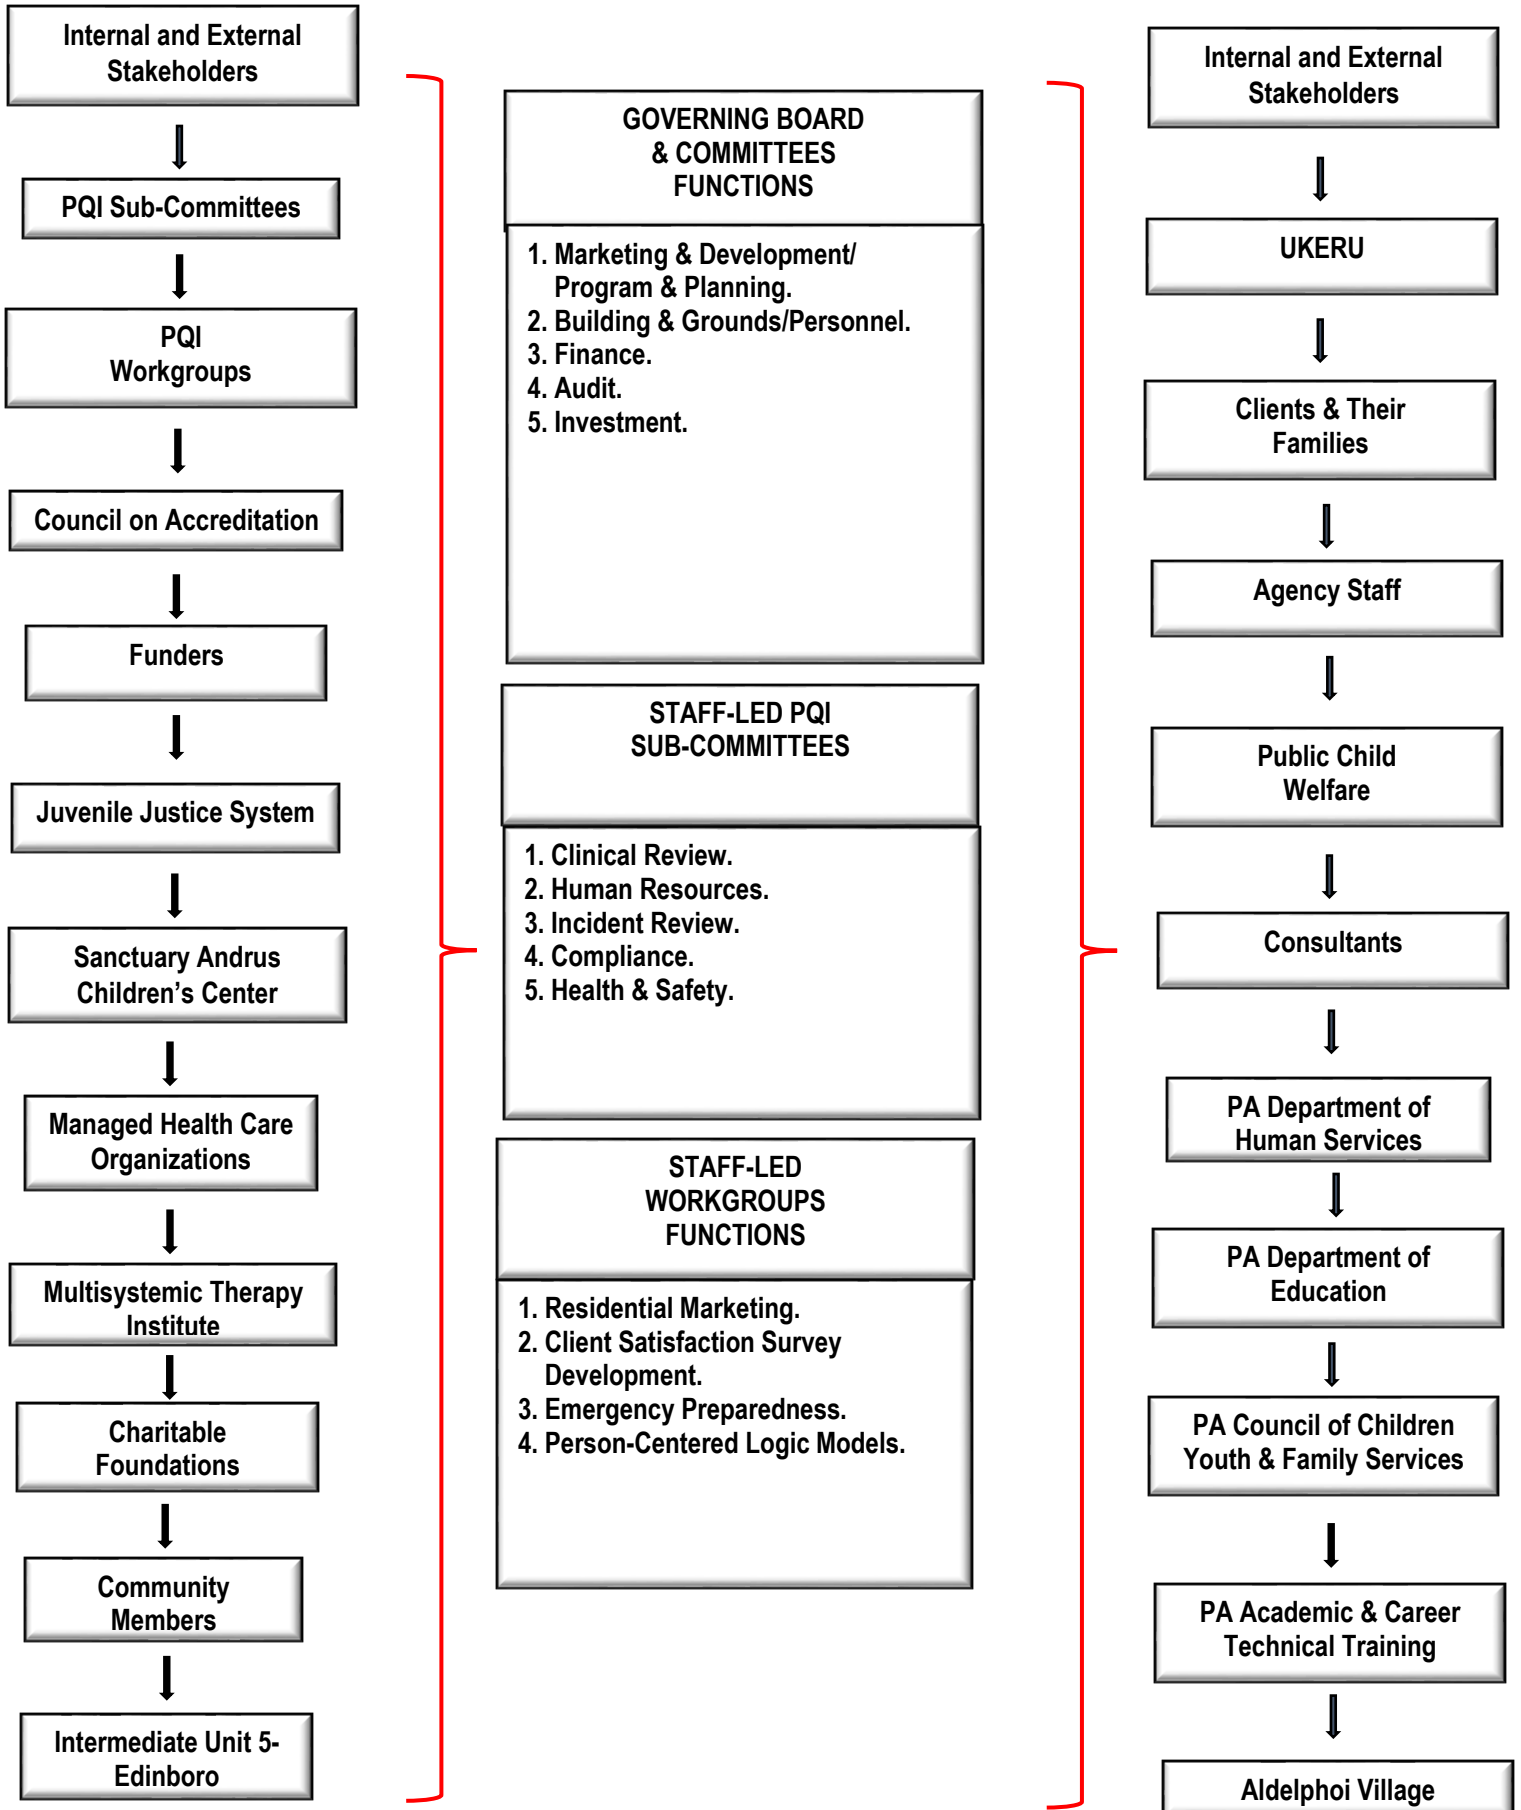 Internal and External
Stakeholders
PQI Sub-Committees
PQI
Workgroups
Council on Accreditation
Funders
Juvenile Justice System
Sanctuary Andrus
Children’s Center
Managed Health Care
Organizations
Multisystemic Therapy
Institute
Charitable
Foundations
Community
Members
Intermediate Unit 5-
Edinboro
GOVERNING BOARD
& COMMITTEES
FUNCTIONS
1. Marketing & Development/
Program & Planning.
2. Building & Grounds/Personnel.
3. Finance.
4. Audit.
5. Investment.
STAFF-LED PQI
SUB-COMMITTEES
1. Clinical Review.
2. Human Resources.
3. Incident Review.
4. Compliance.
5. Health & Safety.
STAFF-LED
WORKGROUPS
FUNCTIONS
1. Residential Marketing.
2. Client Satisfaction Survey
Development.
3. Emergency Preparedness.
4. Person-Centered Logic Models.
Internal and External
Stakeholders
UKERU
Clients & Their
Families
Agency Staff
Public Child
Welfare
Consultants
PA Department of
Human Services
PA Department of
Education
PA Council of Children
Youth & Family Services
PA Academic & Career
Technical Training
Aldelphoi Village